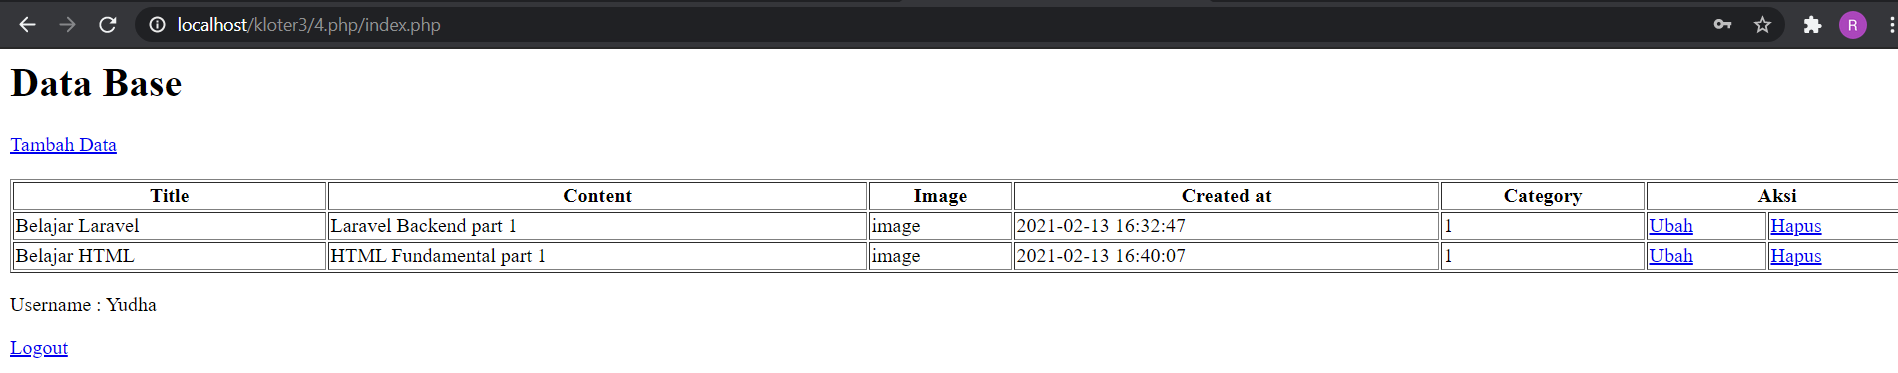 localhost/kloter3/4.php/index.php
R
Data Base
Tambah Data
Title Content Image Created at Category Aksi
Belajar Laravel Laravel Backend part 1 image 2021-02-13 16:32:47 1 Ubah Hapus
Belajar HTML HTML Fundamental part 1 image 2021-02-13 16:40:07 1 Ubah Hapus
Username : Yudha
Logout